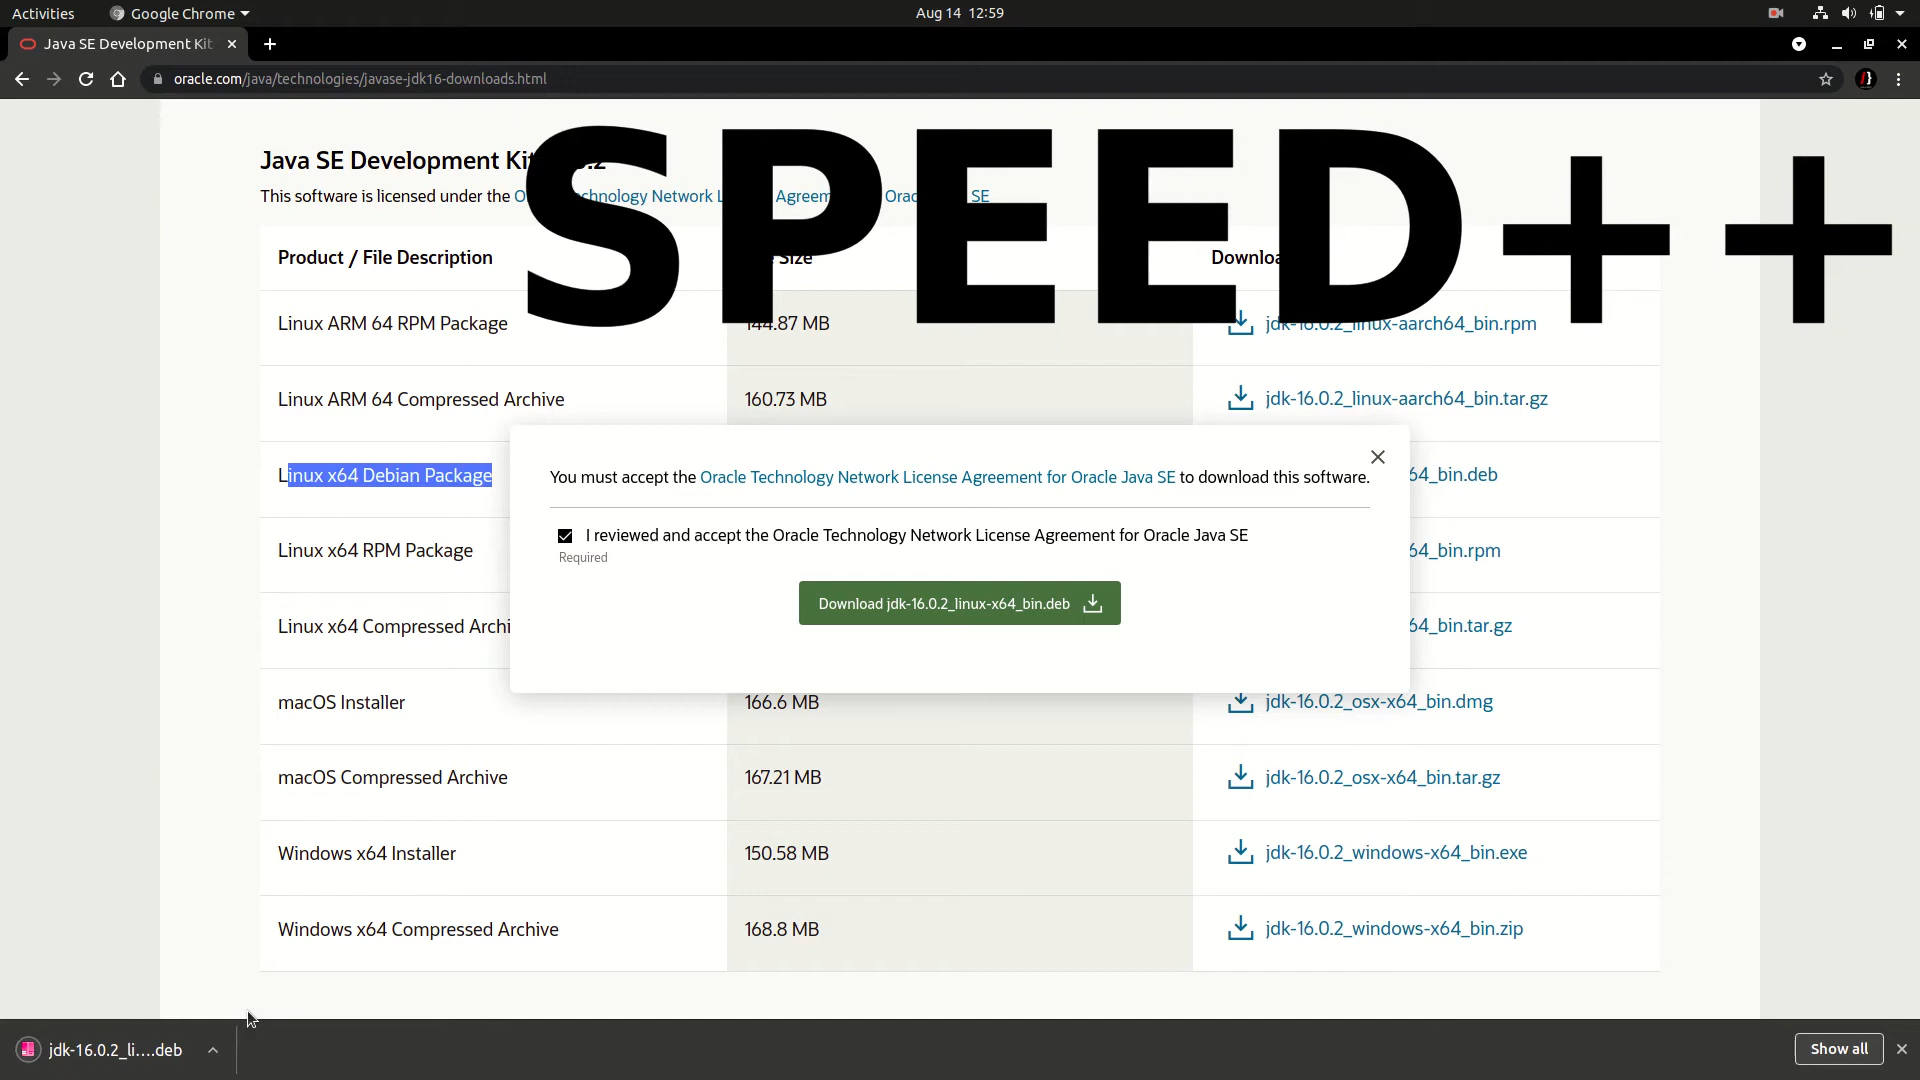 Activities
Google Chrome
Aug 14 12:59
Java SE Development Kit
oracle.com/java/technologies/javase-jdk16-downloads.html
SPEED++
Java SE Development
This software is licensed under the
Product / File Description
Size
Linux ARM 64 RPM Package
144.87 MB
jdk-16.0.2_linux-aarch64_bin.rpm
Linux ARM 64 Compressed Archive
160.73 MB
jdk-16.0.2_linux-aarch64_bin.tar.gz
Linux x64 Debian Package
64_bin.deb
Linux x64 RPM Package
64_bin.rpm
Linux x64 Compressed Archi
64_bin.tar.gz
You must accept the Oracle Technology Network License Agreement for Oracle Java SE to download this software.
I reviewed and accept the Oracle Technology Network License Agreement for Oracle Java SE
Required
Download jdk-16.0.2_linux-x64_bin.deb
macOS Installer
166.6 MB
jdk-16.0.2_osx-x64_bin.dmg
macOS Compressed Archive
167.21 MB
jdk-16.0.2_osx-x64_bin.tar.gz
Windows x64 Installer
150.58 MB
jdk-16.0.2_windows-x64_bin.exe
Windows x64 Compressed Archive
168.8 MB
jdk-16.0.2_windows-x64_bin.zip
jdk-16.0.2_li....deb
Show all